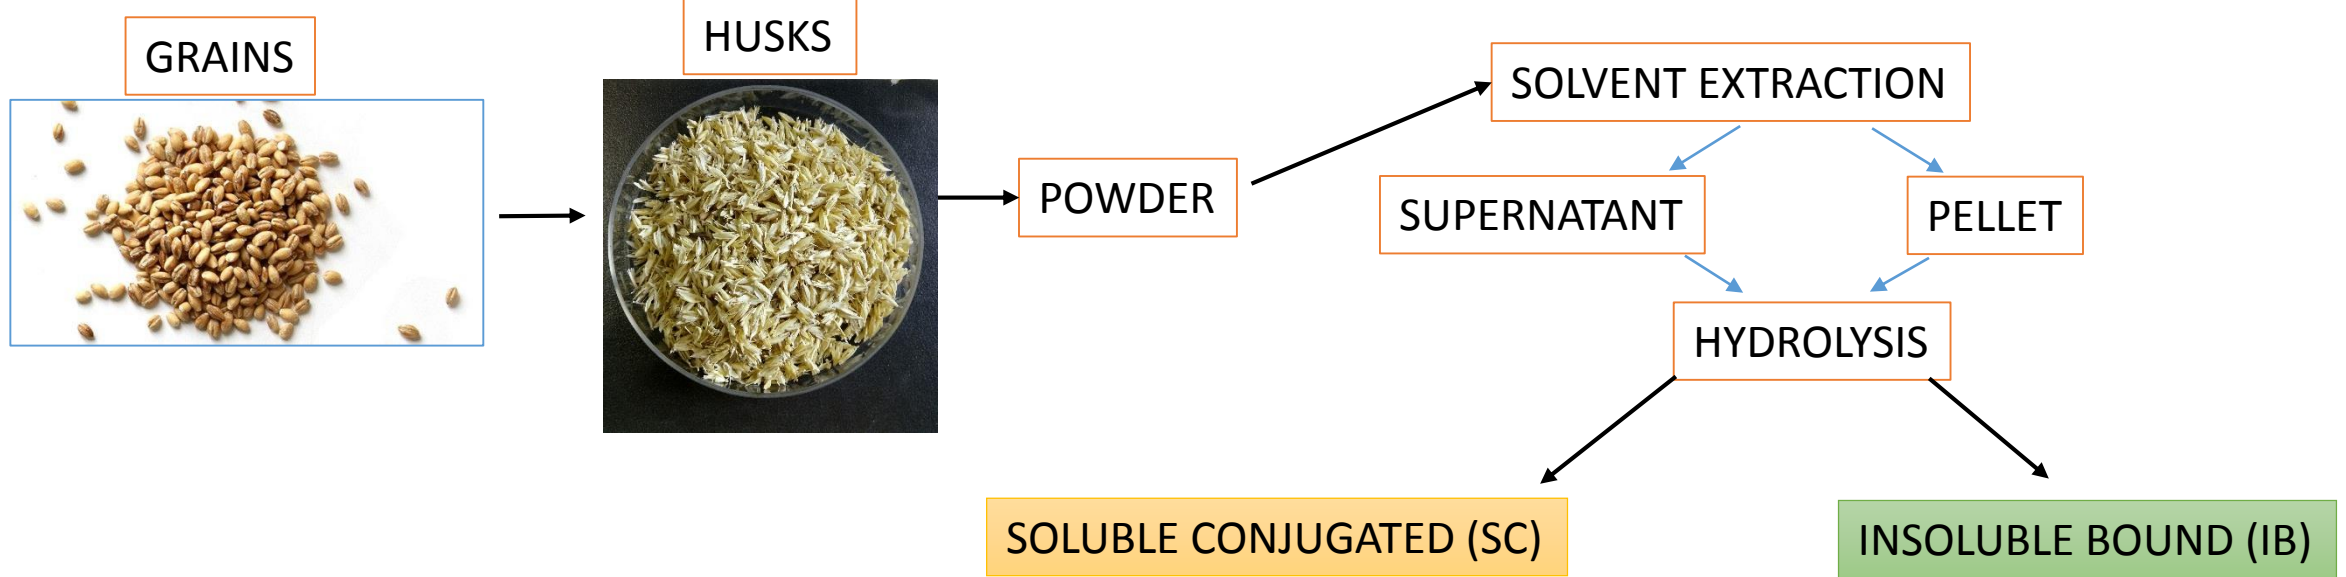 GRAINS
HUSKS
POWDER
SOLVENT EXTRACTION
SUPERNATANT
PELLET
HYDROLYSIS
SOLUBLE CONJUGATED (SC)
INSOLUBLE BOUND (IB)